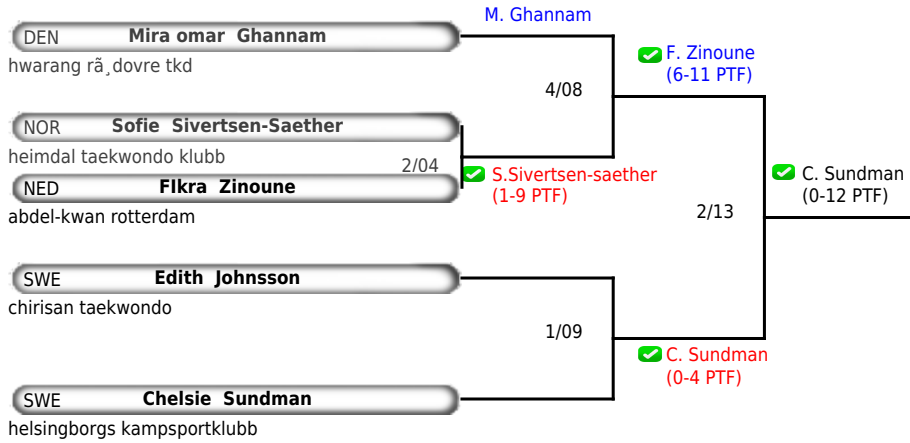 M. Ghannam
DEN Mira omar Ghannam
hwarang rã¸dovre tkd
F. Zinoune
(6-11 PTF)
4/08
NOR Sofie Sivertsen-Saether
heimdal taekwondo klubb
2/04
S.Sivertsen-saether
(1-9 PTF)
NED FIkra Zinoune
abdel-kwan rotterdam
C. Sundman
(0-12 PTF)
2/13
SWE Edith Johnsson
chirisan taekwondo
1/09
C. Sundman
(0-4 PTF)
SWE Chelsie Sundman
helsingborgs kampsportklubb